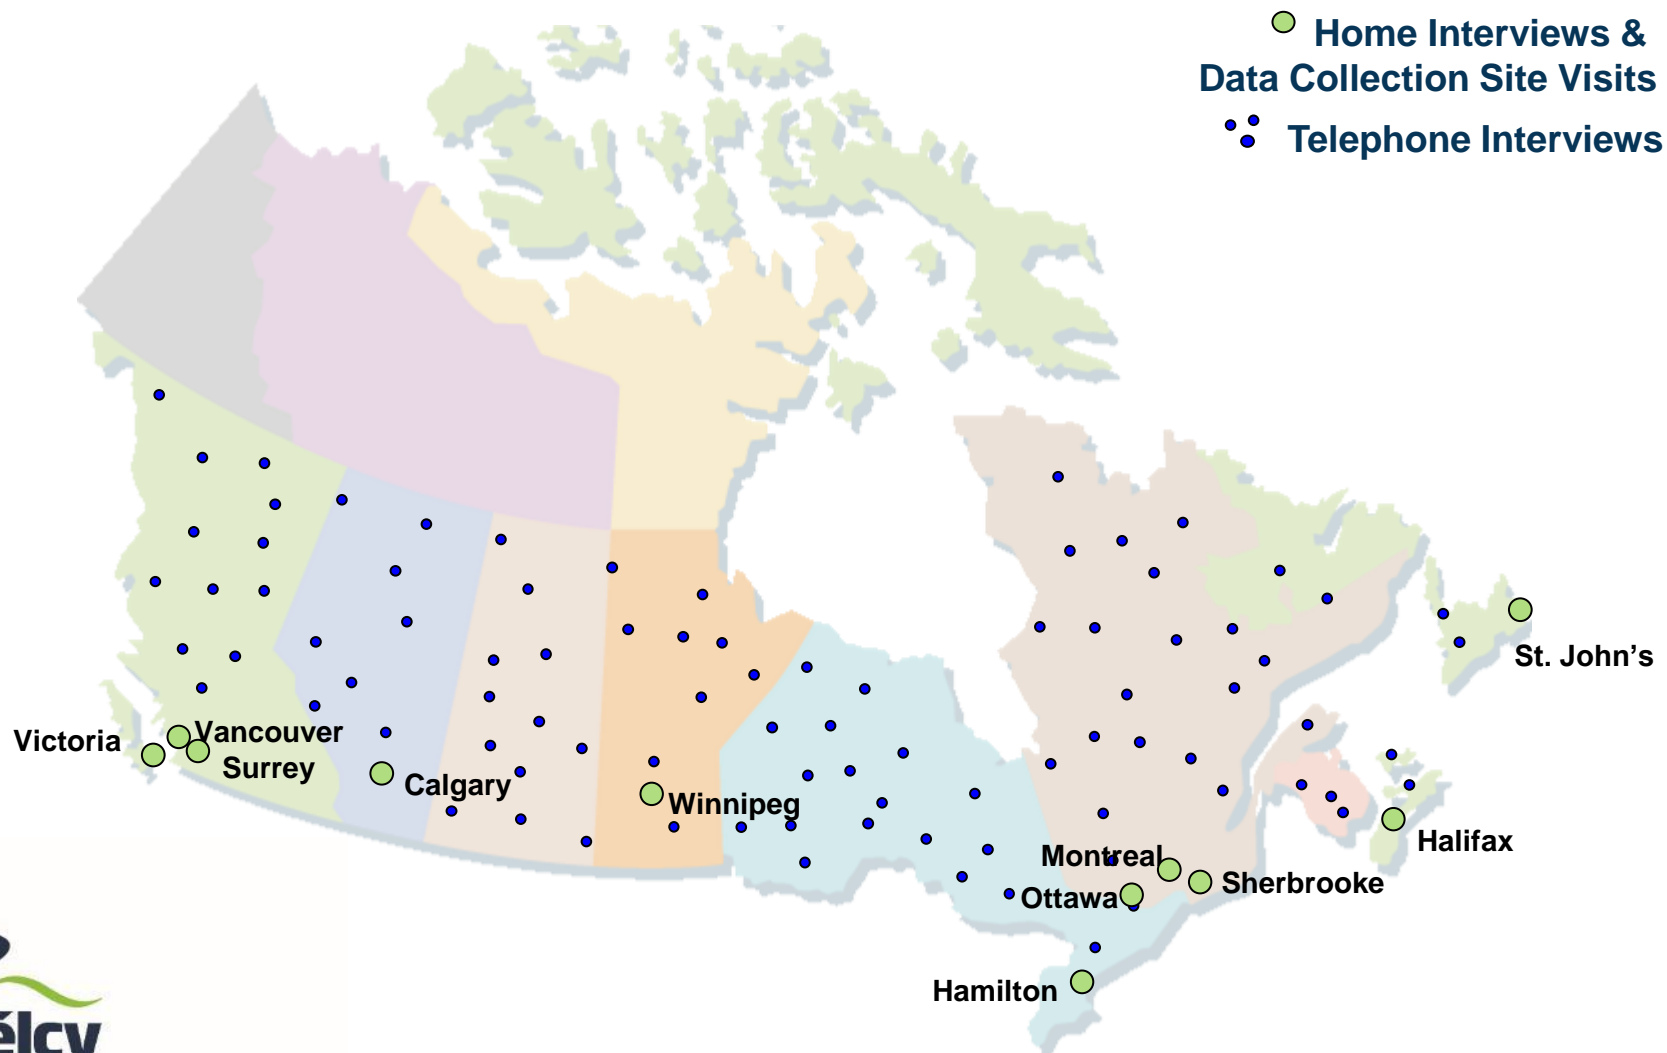 Home Interviews &
Data Collection Site Visits
Telephone Interviews
St. John’s
Victoria
Vancouver
Surrey
Calgary
Winnipeg
Halifax
Montreal
Sherbrooke
Ottawa
Hamilton
élcv